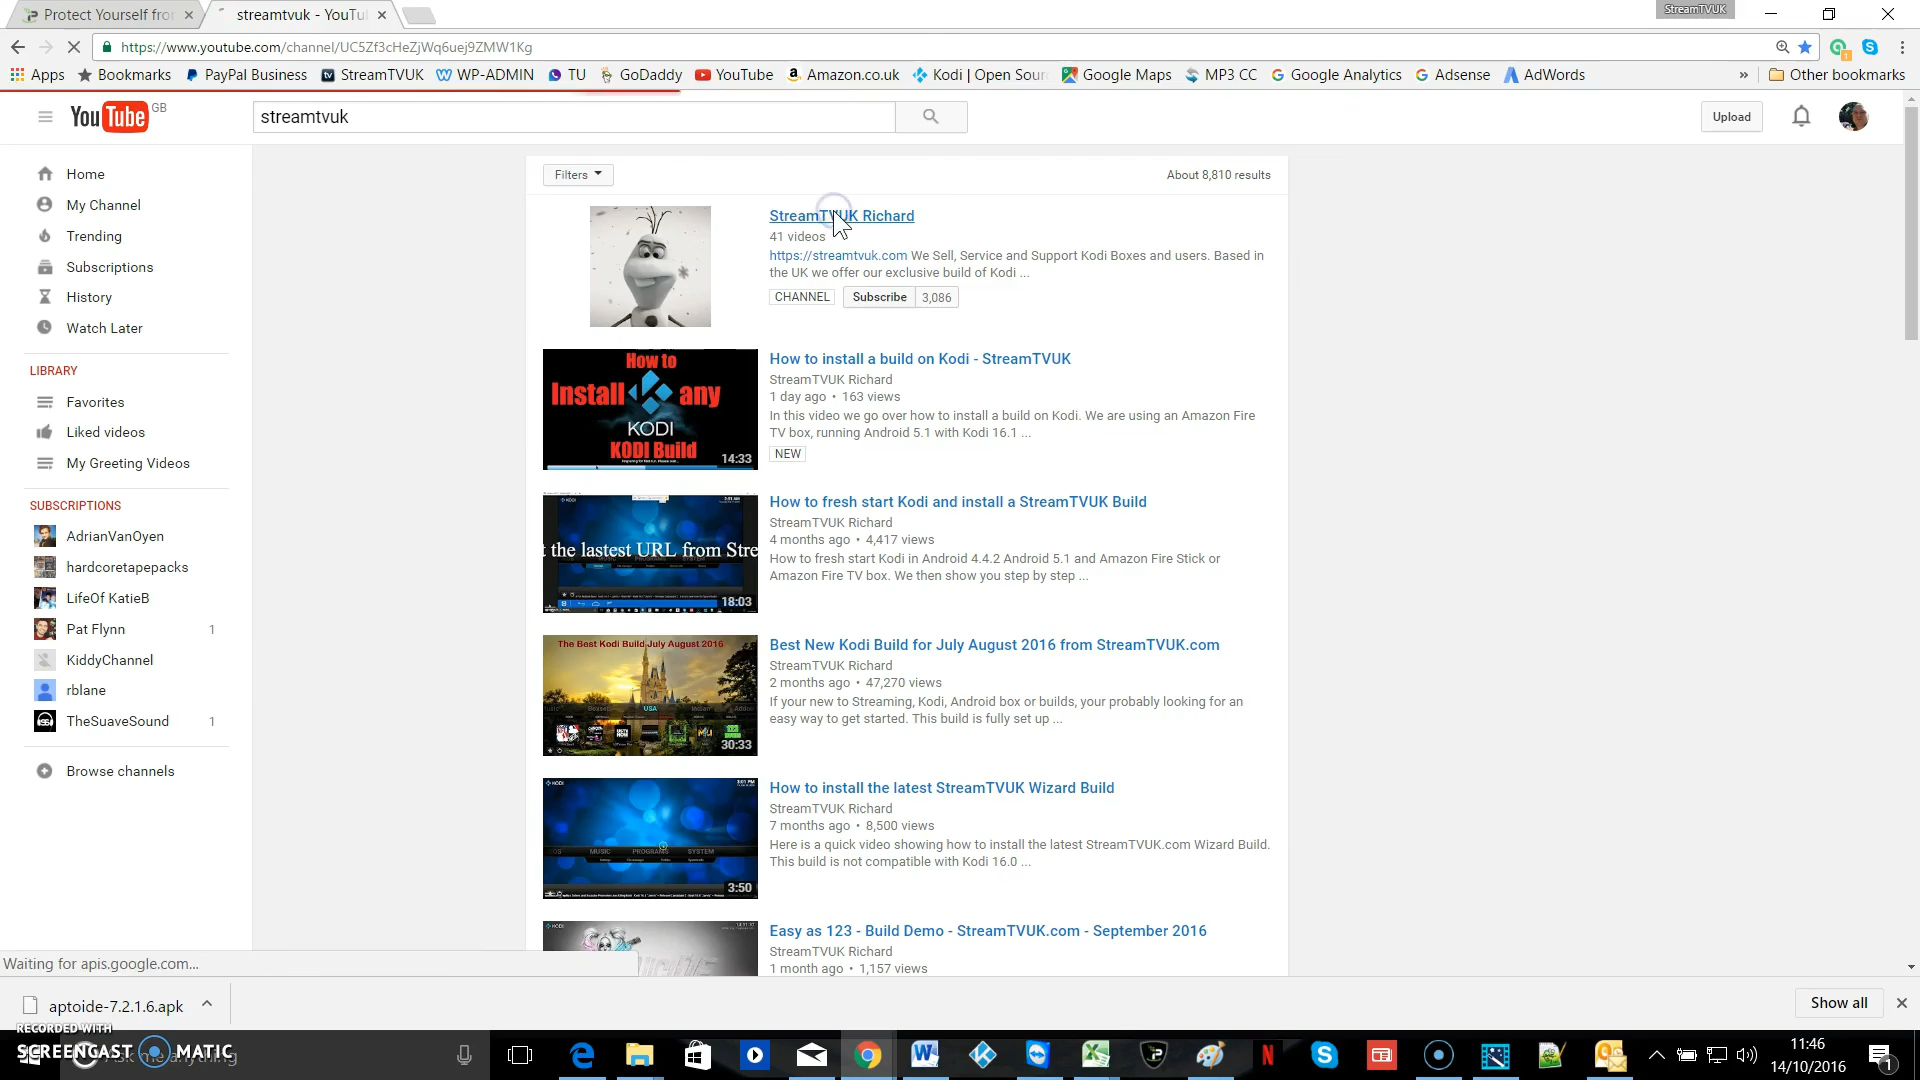 Protect Yourself fro
streamtvuk - YouTu
StreamTVUK
https://www.youtube.com/channel/UC5Zf3cHeZjWq6uej9ZMW1Kg
Apps
Bookmarks
PayPal Business
StreamTVUK
WP-ADMIN
TU
GoDaddy
YouTube
Amazon.co.uk
Kodi | Open Sour
Google Maps
MP3 CC
Google Analytics
Adsense
AdWords
»
Other bookmarks
YouTube GB
streamtvuk
Upload
Home
My Channel
Trending
Subscriptions
History
Watch Later
LIBRARY
Favorites
Liked videos
My Greeting Videos
SUBSCRIPTIONS
AdrianVanOyen
hardcoretapepacks
LifeOf KatieB
Pat Flynn 1
KiddyChannel
rblane
TheSuaveSound 1
Browse channels
Filters
About 8,810 results
StreamTVUK Richard
41 videos
https://streamtvuk.com We Sell, Service and Support Kodi Boxes and users. Based in
the UK we offer our exclusive build of Kodi ...
CHANNEL
Subscribe 3,086
How to
Install any
KODI
KODI Build
14:33
How to install a build on Kodi - StreamTVUK
StreamTVUK Richard
1 day ago • 163 views
In this video we go over how to install a build on Kodi. We are using an Amazon Fire
TV box, running Android 5.1 with Kodi 16.1 ...
NEW
t the lastest URL from Stre
18:03
How to fresh start Kodi and install a StreamTVUK Build
StreamTVUK Richard
4 months ago • 4,417 views
How to fresh start Kodi in Android 4.4.2 Android 5.1 and Amazon Fire Stick or
Amazon Fire TV box. We then show you step by step ...
The Best Kodi Build July August 2016
USA
30:33
Best New Kodi Build for July August 2016 from StreamTVUK.com
StreamTVUK Richard
2 months ago • 47,270 views
If your new to Streaming, Kodi, Android box or builds, your probably looking for an
easy way to get started. This build is fully set up ...
KODI
MUSIC PROGRAMS SYSTEM
3:50
How to install the latest StreamTVUK Wizard Build
StreamTVUK Richard
7 months ago • 8,500 views
Here is a quick video showing how to install the latest StreamTVUK.com Wizard Build.
This build is not compatible with Kodi 16.0 ...
Easy as 123 - Build Demo - StreamTVUK.com - September 2016
StreamTVUK Richard
1 month ago • 1,157 views
Waiting for apis.google.com...
aptoide-7.2.1.6.apk
Show all
RECORDED WITH
SCREENCAST MATIC
11:46
14/10/2016
1